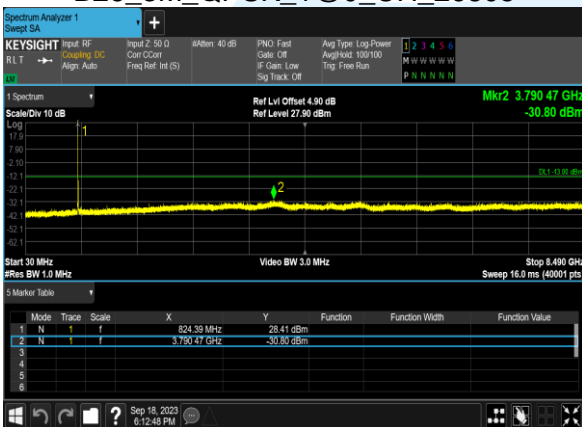 Spectrum Analyzer 1
Swept SA
+
KEYSIGHT
RLT
LV
Input: RF
Coupling: DC
Align: Auto
Input Z: 50 Ω
Corr CCorr
Freq Ref: Int (S)
#Atten: 40 dB
PNO: Fast
Gate: Off
IF Gain: Low
Sig Track: Off
Avg Type: Log-Power
Avg|Hold: 100/100
Trig: Free Run
1 2 3 4 5 6
M W W W W W
P N N N N N
1 Spectrum
Scale/Div 10 dB
Ref Lvl Offset 4.90 dB
Ref Level 27.90 dBm
Mkr2 3.790 47 GHz
-30.80 dBm
Log
17.9
7.90
-2.10
-12.1
-22.1
-32.1
-42.1
-52.1
-62.1
1
2
DL1 -13.00 dBm
Start 30 MHz
#Res BW 1.0 MHz
Video BW 3.0 MHz
Stop 8.490 GHz
Sweep 16.0 ms (40001 pts)
5 Marker Table
Mode Trace Scale X Y Function Function Width Function Value
1 N 1 f 824.39 MHz 28.41 dBm
2 N 1 f 3.790 47 GHz -30.80 dBm
3
4
5
6
?
Sep 18, 2023
6:12:48 PM